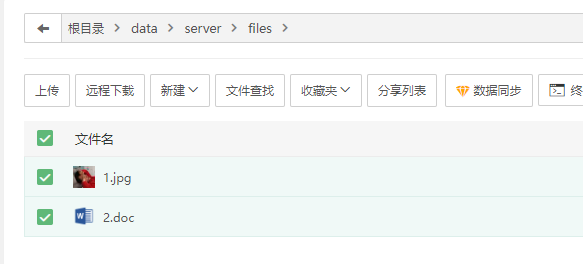 根目录 data server files
上传 远程下载 新建 文件查找 收藏夹 分享列表 数据同步 终
文件名
1.jpg
2.doc